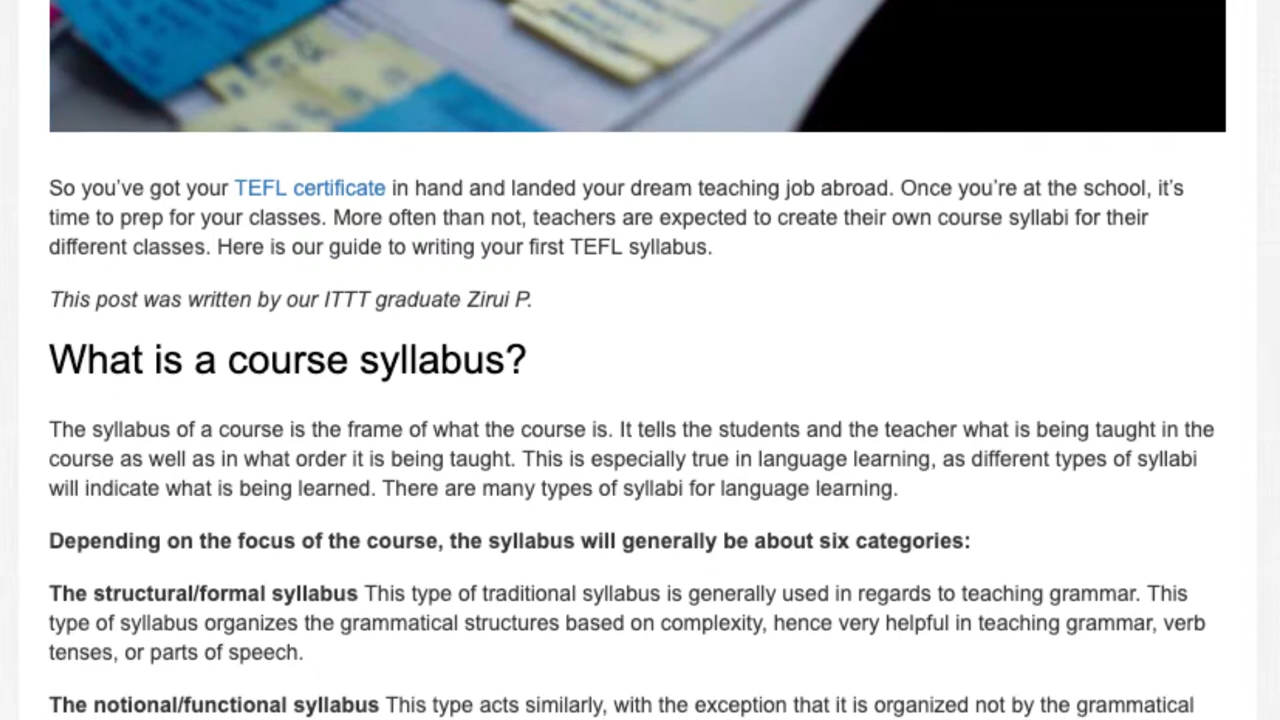 So you’ve got your TEFL certificate in hand and landed your dream teaching job abroad. Once you’re at the school, it’s
time to prep for your classes. More often than not, teachers are expected to create their own course syllabi for their
different classes. Here is our guide to writing your first TEFL syllabus.
This post was written by our ITTT graduate Zirui P.
What is a course syllabus?
The syllabus of a course is the frame of what the course is. It tells the students and the teacher what is being taught in the
course as well as in what order it is being taught. This is especially true in language learning, as different types of syllabi
will indicate what is being learned. There are many types of syllabi for language learning.
Depending on the focus of the course, the syllabus will generally be about six categories:
The structural/formal syllabus This type of traditional syllabus is generally used in regards to teaching grammar. This
type of syllabus organizes the grammatical structures based on complexity, hence very helpful in teaching grammar, verb
tenses, or parts of speech.
The notional/functional syllabus This type acts similarly, with the exception that it is organized not by the grammatical